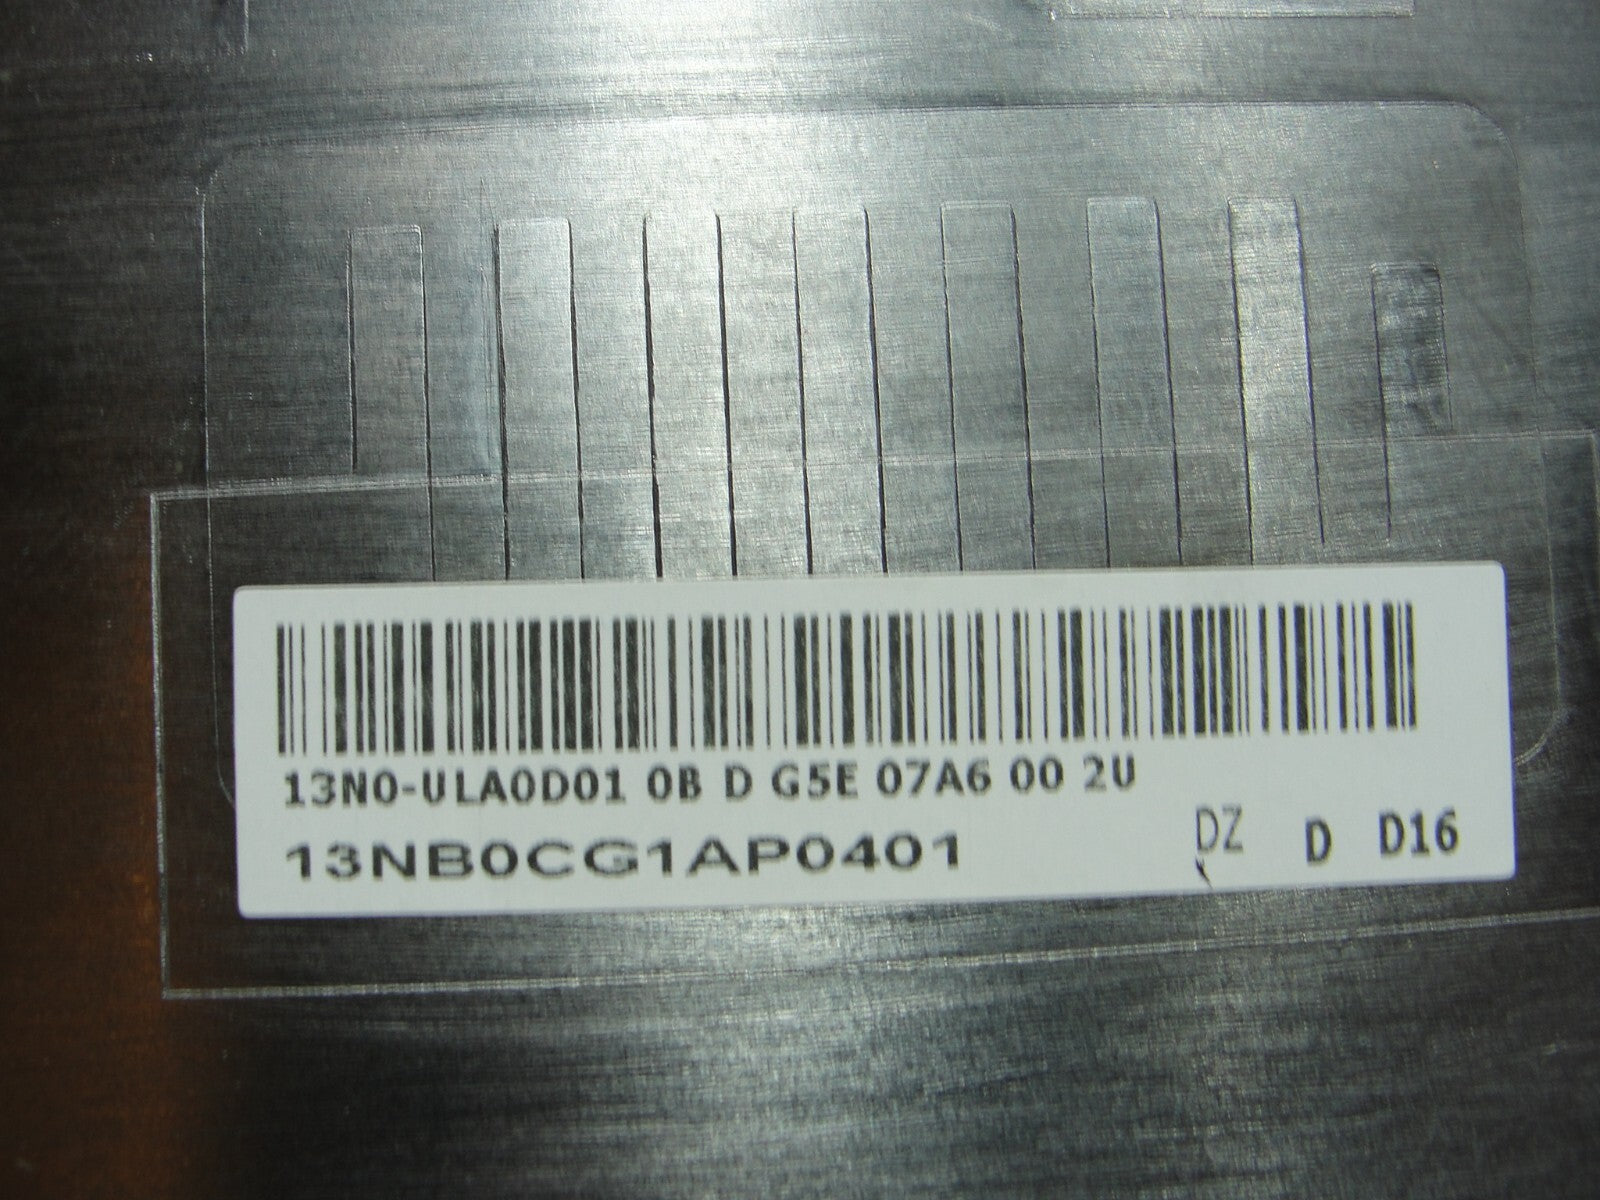 13N0-ULA0D01 0B D G5E 07A6 00 2U
13NB0CG1AP0401 DZ D D16